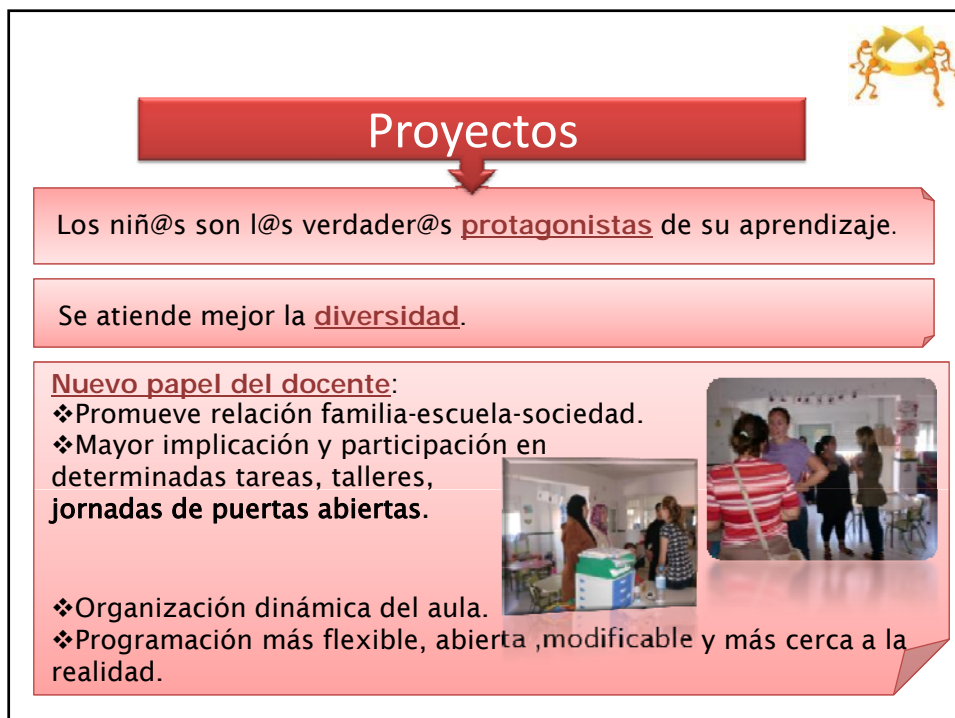 Proyectos
Los niñ@s son l@s verdader@s protagonistas de su aprendizaje.
Se atiende mejor la diversidad.
Nuevo papel del docente:
❖Promueve relación familia-escuela-sociedad.
❖Mayor implicación y participación en
determinadas tareas, talleres,
jornadas de puertas abiertas.
❖Organización dinámica del aula.
❖Programación más flexible, abierta ,modificable y más cerca a la
realidad.